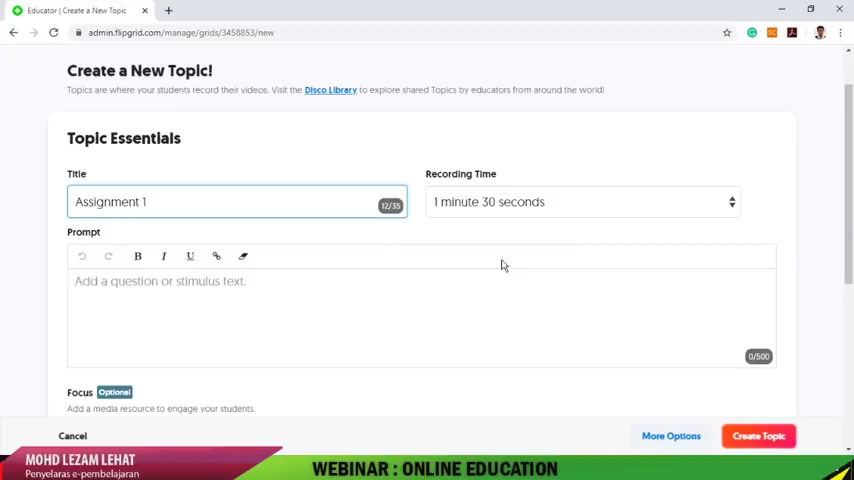 Educator | Create a New Topic
admin.flipgrid.com/manage/grids/3458853/new
Create a New Topic!
Topics are where your students record their videos. Visit the Disco Library to explore shared Topics by educators from around the world!
Topic Essentials
Title
Recording Time
Assignment 1
12/35
1 minute 30 seconds
Prompt
B I U
Add a question or stimulus text.
0/500
Focus Optional
Add a media resource to engage your students.
Cancel
More Options
Create Topic
MOHD LEZAM LEHAT
Penyelaras e-pembelajaran
WEBINAR : ONLINE EDUCATION